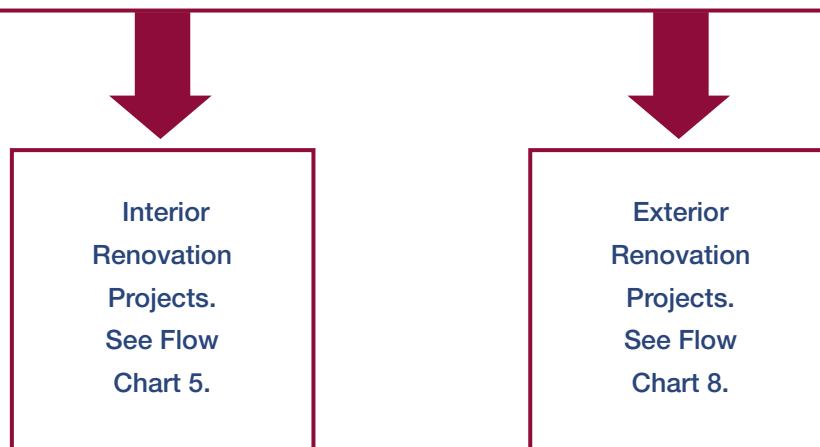 Interior
Renovation
Projects.
See Flow
Chart 5.
Exterior
Renovation
Projects.
See Flow
Chart 8.